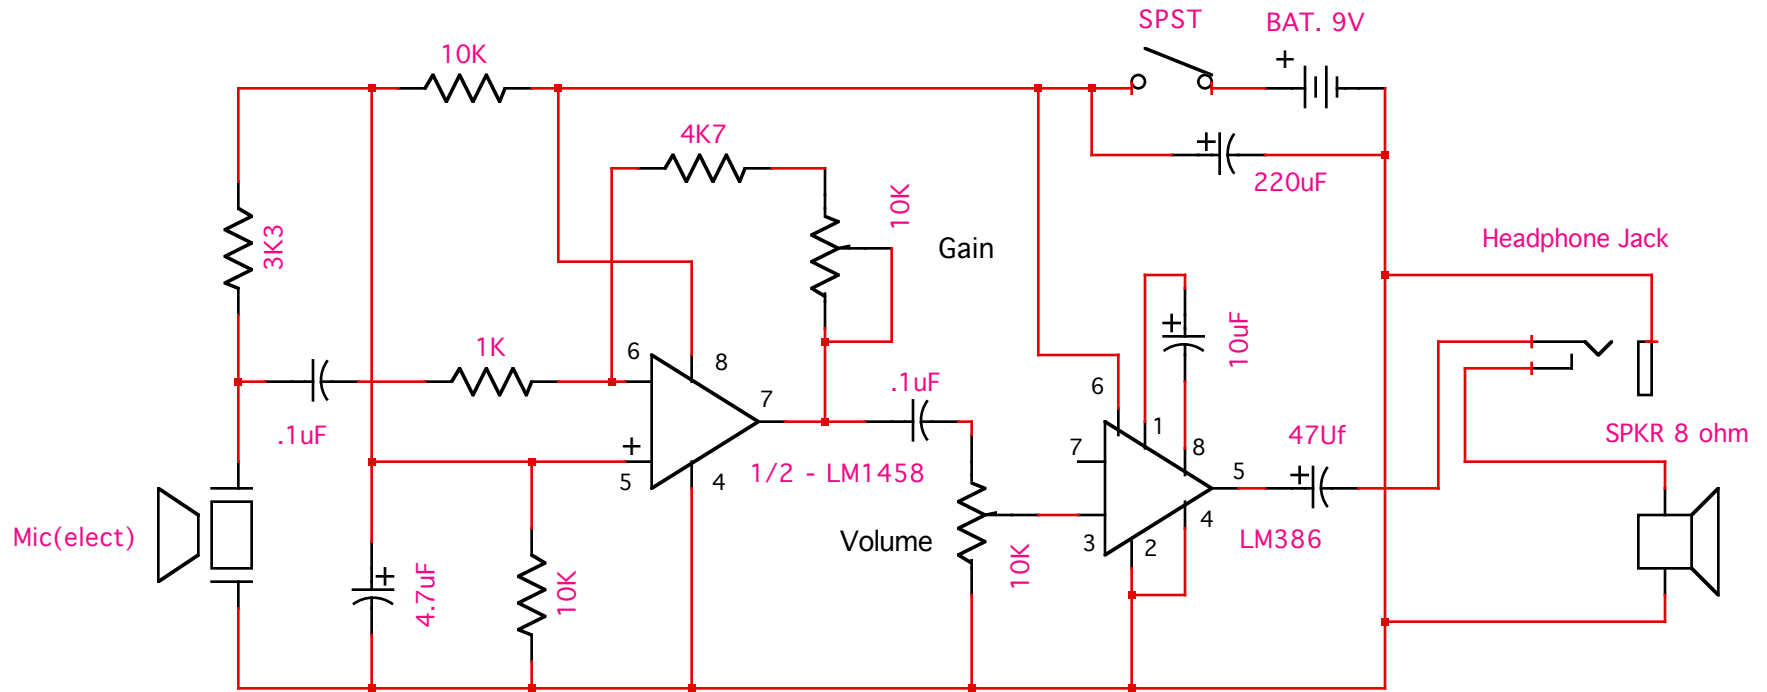 SPST
BAT. 9V
+
10K
4K7
+
220uF
10K
Gain
Headphone Jack
3K3
1K
6
8
+
10uF
.1uF
7
.1uF
6
1
+
5
4
1/2 - LM1458
7
8
47Uf
SPKR 8 ohm
+
5
Mic(elect)
Volume
3
2
4
LM386
+
4.7uF
10K
10K